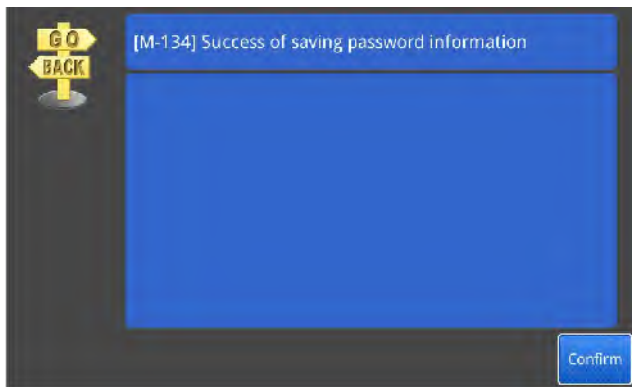 GO
BACK
[M-134] Success of saving password information
Confirm